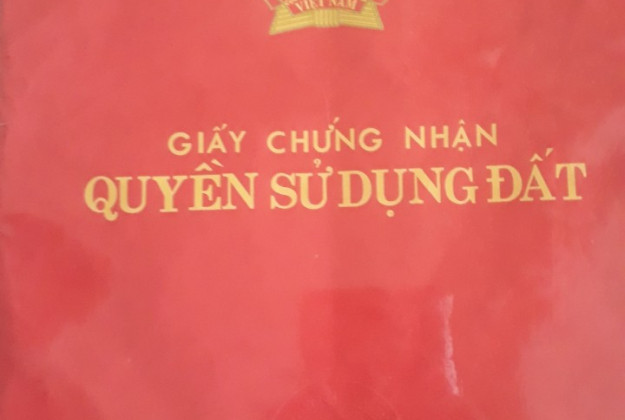 VIỆT NAM
GIẤY CHỨNG NHẬN
QUYỀN SỬ DỤNG ĐẤT